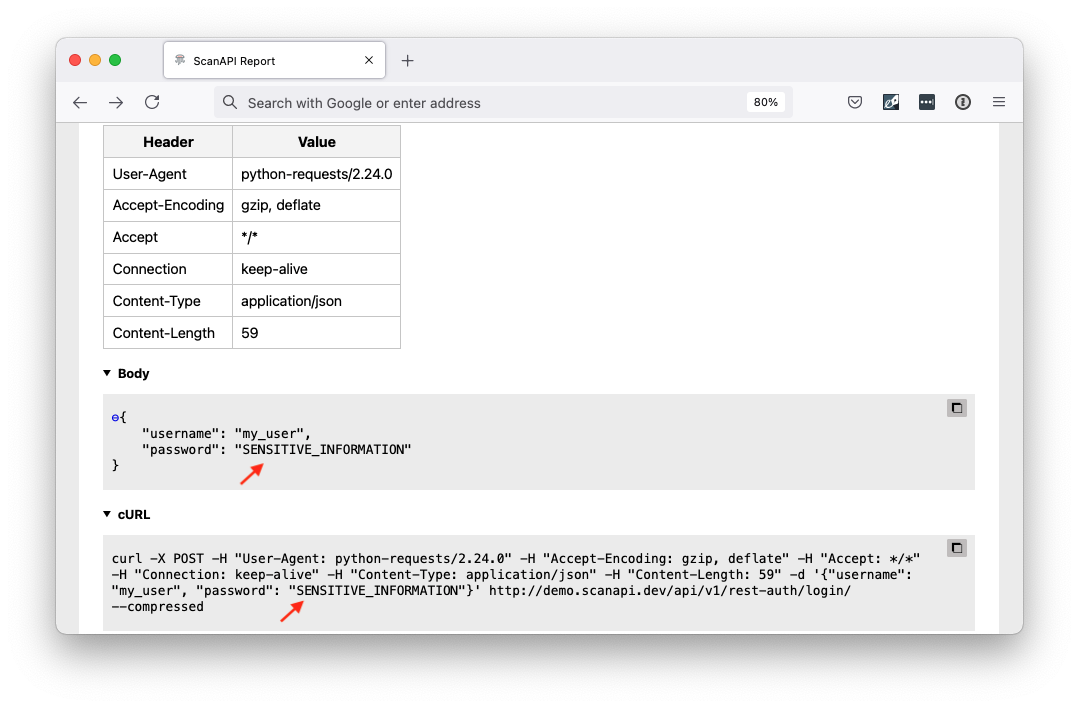 ScanAPI Report
Search with Google or enter address 80%
Header Value
User-Agent python-requests/2.24.0
Accept-Encoding gzip, deflate
Accept */*
Connection keep-alive
Content-Type application/json
Content-Length 59
Body
{
"username": "my_user",
"password": "SENSITIVE_INFORMATION"
}
cURL
curl -X POST -H "User-Agent: python-requests/2.24.0" -H "Accept-Encoding: gzip, deflate" -H "Accept: */*"
-H "Connection: keep-alive" -H "Content-Type: application/json" -H "Content-Length: 59" -d '{"username":
"my_user", "password": "SENSITIVE_INFORMATION"}' http://demo.scanapi.dev/api/v1/rest-auth/login/
--compressed